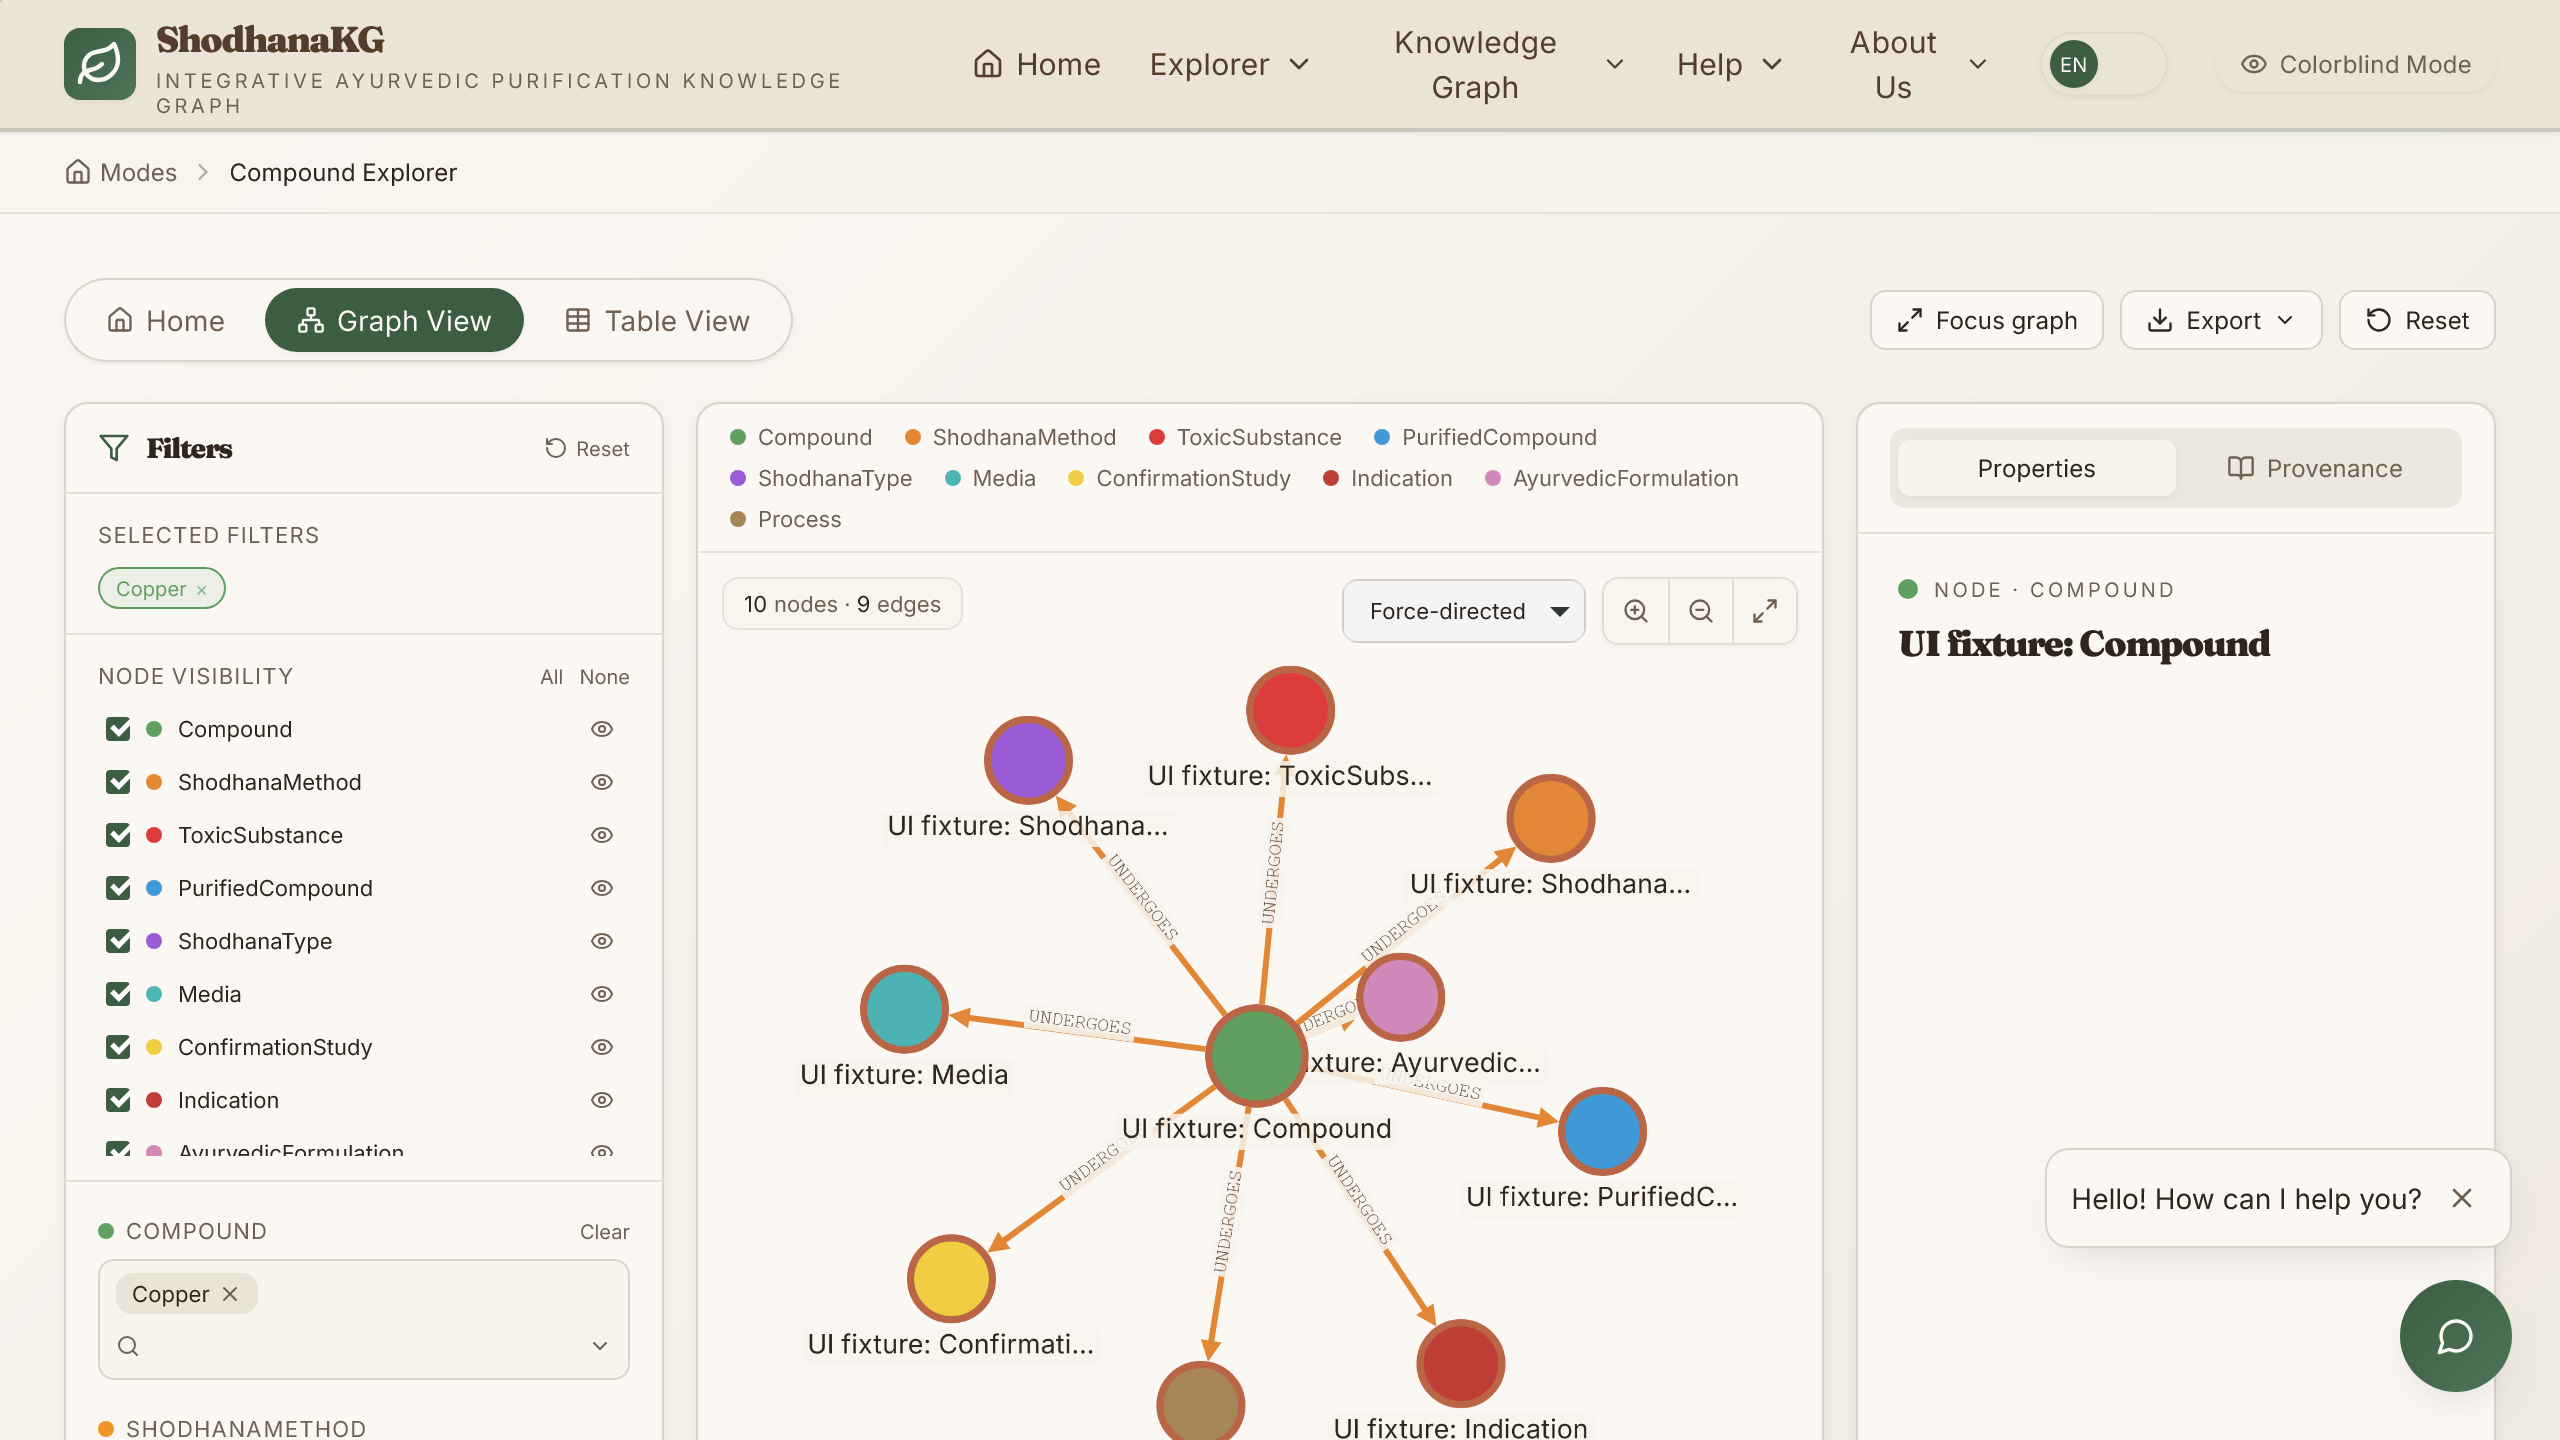 ShodhanaKG
INTEGRATIVE AYURVEDIC PURIFICATION KNOWLEDGE
GRAPH
Home
Explorer
Knowledge
Graph
Help
About
Us
EN
Colorblind Mode
Modes
Compound Explorer
Home
Graph View
Table View
Focus graph
Export
Reset
Filters
Reset
SELECTED FILTERS
Copper ×
NODE VISIBILITY
All None
Compound
ShodhanaMethod
ToxicSubstance
PurifiedCompound
ShodhanaType
Media
ConfirmationStudy
Indication
AyurvedicFormulation
COMPOUND
Clear
Copper
SHODHANAMETHOD
Compound ShodhanaMethod ToxicSubstance PurifiedCompound
ShodhanaType Media ConfirmationStudy Indication AyurvedicFormulation
Process
10 nodes · 9 edges
Force-directed
UI fixture: ToxicSubs...
UI fixture: Shodhana...
UI fixture: Shodhana...
UNDERGOES
UNDERGOES
UNDERGOES
DERGO
UNDERGOES
xture: Ayurvedic...
UI fixture: Media
UNDERGOES
UI fixture: Compound
UNDERGO
UNDERGOES
UNDERGOES
UI fixture: PurifiedC...
UI fixture: Confirmati...
UI fixture: Indication
Properties
Provenance
NODE · COMPOUND
UI fixture: Compound
Hello! How can I help you?